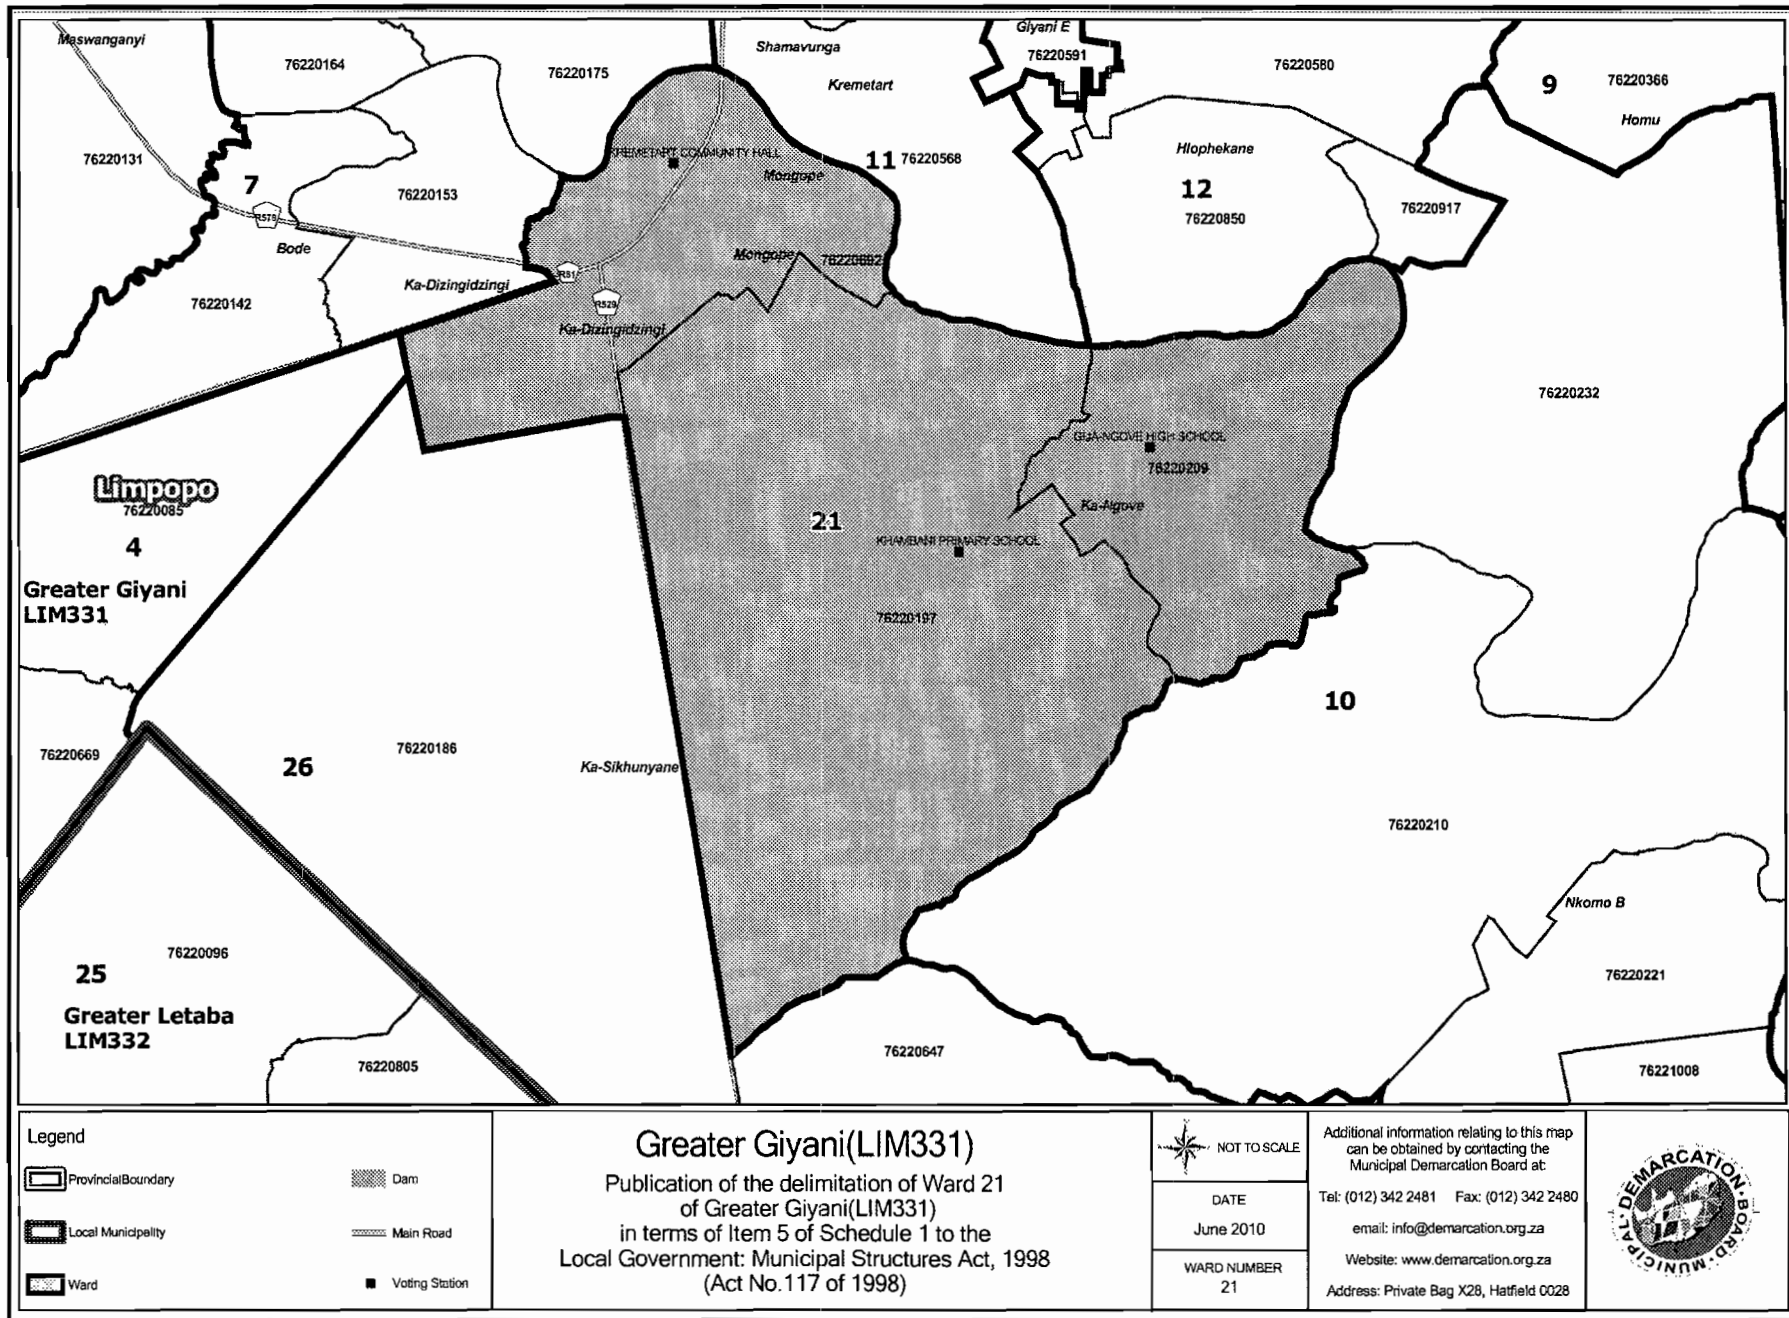 Maswanganyi
76220164
76220175
Shamavunga
Kremetart
Giyani E
76220591
76220580
9
76220366
Homu
76220131
7
76220153
KREMETART COMMUNITY HALL
Mongope
11
76220568
Hlophekane
12
76220850
76220917
R578
Bode
Ka-Dizingidzingi
R81
R529
Mongope
76220692
76220142
Ka-Dizingidzingi
76220232
GUA-NGOVE HIGH SCHOOL
76220209
Ka-Ngove
Limpopo
76220085
4
Greater Giyani
LIM331
21
KHAMBANI PRIMARY SCHOOL
76220197
10
76220669
26
76220186
Ka-Sikhunyane
76220210
Nkomo B
76220221
25
76220096
Greater Letaba
LIM332
76220805
76220647
76221008
Legend
ProvincialBoundary
Local Municipality
Ward
Dam
Main Road
Voting Station
Greater Giyani(LIM331)
Publication of the delimitation of Ward 21
of Greater Giyani(LIM331)
in terms of Item 5 of Schedule 1 to the
Local Government: Municipal Structures Act, 1998
(Act No.117 of 1998)
NOT TO SCALE
DATE
June 2010
WARD NUMBER
21
Additional information relating to this map
can be obtained by contacting the
Municipal Demarcation Board at:
Tel: (012) 342 2481 Fax: (012) 342 2480
email: info@demarcation.org.za
Website: www.demarcation.org.za
Address: Private Bag X28, Hatfield 0028
MUNICIPAL DEMARCATION BOARD